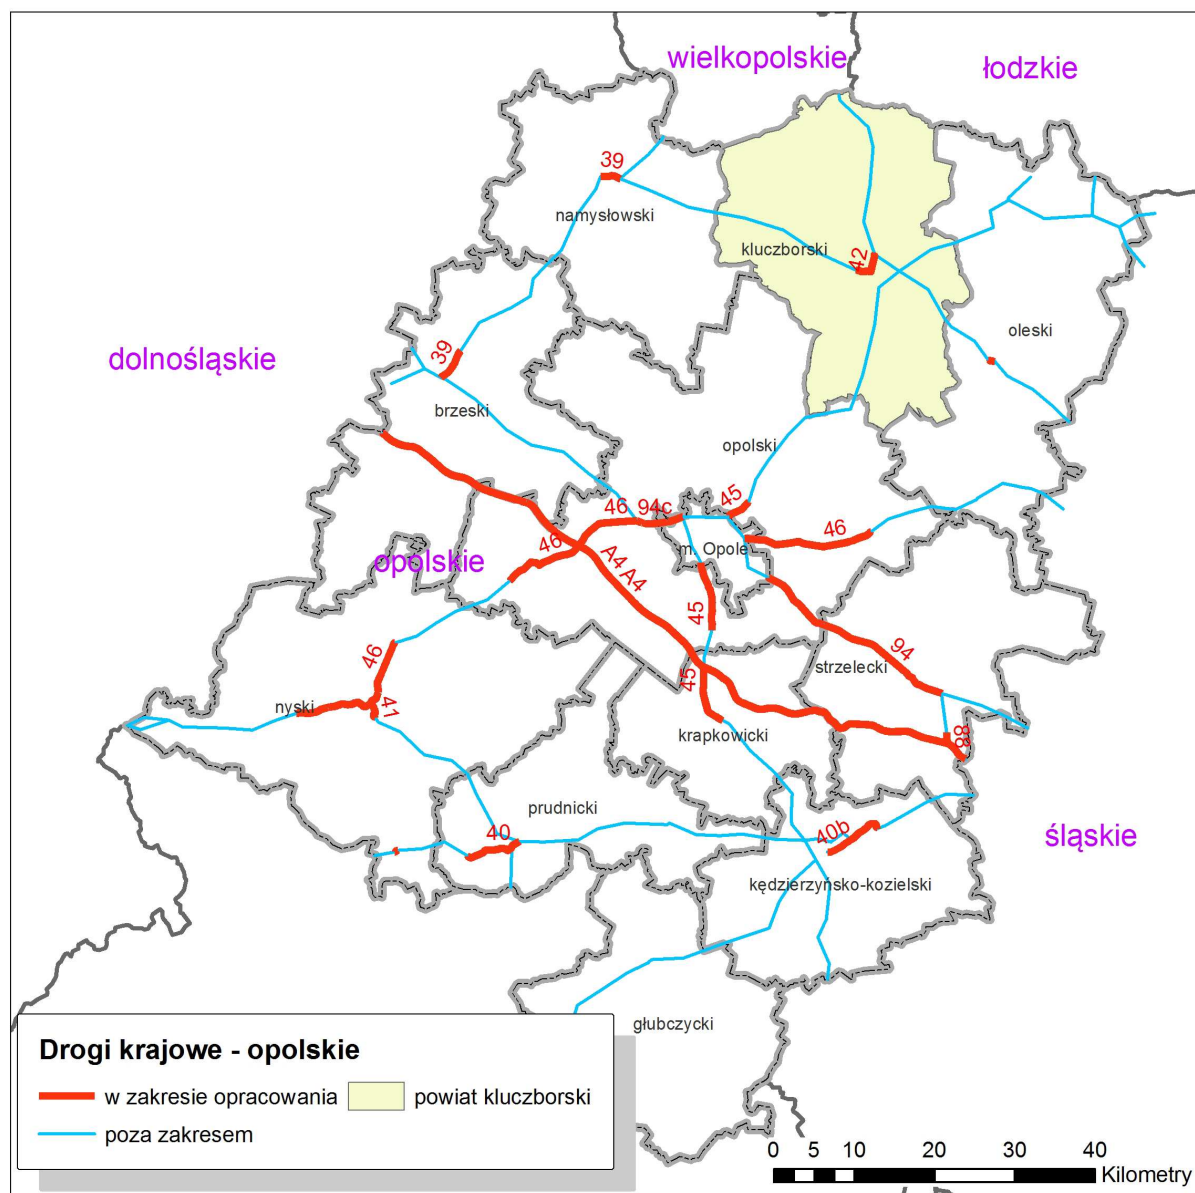 wielkopolskie
łodzkie
39
namysłowski
kluczborski
42
oleski
dolnośląskie
39
brzeski
opolski
45
46
94c
46
46
m. Opole
opolskie
A4 A4
45
94
46
strzelecki
45
nyski
41
krapkowicki
88
prudnicki
40
40b
śląskie
kędzierzyńsko-kozielski
głubczycki
Drogi krajowe - opolskie
w zakresie opracowania
powiat kluczborski
poza zakresem
0 5 10 20 30 40
Kilometry